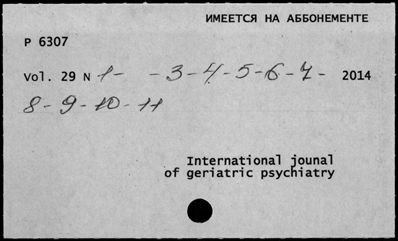 ИМЕЕТСЯ НА АББОНЕМЕНТЕ
P 6307
Vol. 29 N 1- -3-4-5-6-7- 2014
8-9-10-11
International jounal
of geriatric psychiatry